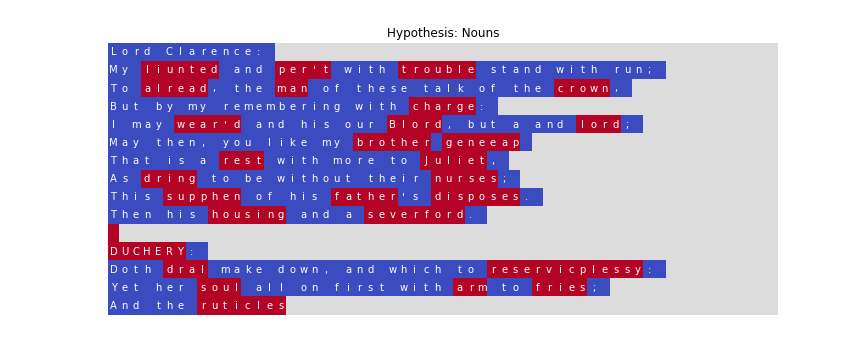 Hypothesis: Nouns
Lord Clarence:
My liunted and per't with trouble stand with run;
To alread, the man of these talk of the crown,
But by my remembering with charge:
I may wear'd and his our Blord, but a and lord;
May then, you like my brother geneeap
That is a rest with more to Juliet,
As dring to be without their nurses;
This supphen of his father's disposes.
Then his housing and a severford.
DUCHERY:
Doth dral make down, and which to reservicplessy:
Yet her soul all on first with arm to fries;
And the ruticles